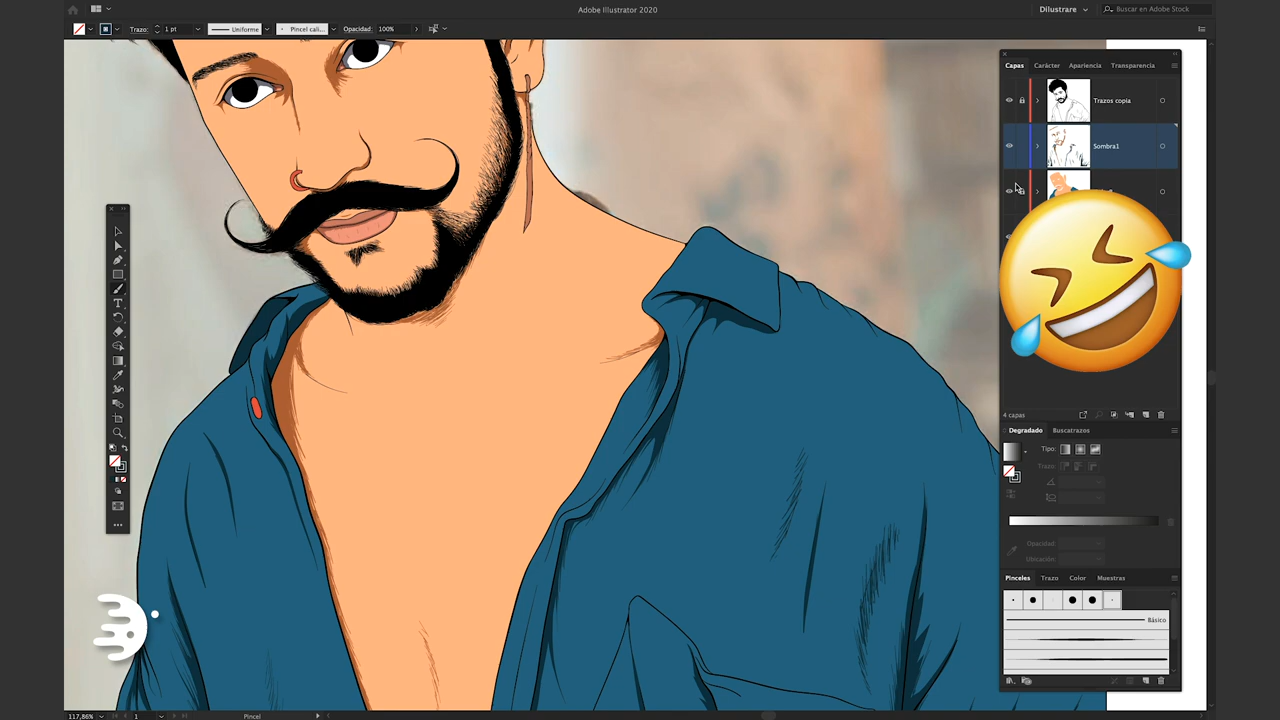 Adobe Illustrator 2020
Dilustrare
Buscar en Adobe Stock
Trazo: 1 pt
Uniforme
Pincel cali...
Opacidad: 100%
Capas Carácter Apariencia Transparencia
Trazos copia
Sombra1
4 capas
Degradado Buscatrazos
Tipo:
Trazo:
Opacidad:
Ubicación:
Pinceles Trazo Color Muestras
Básico
117,86% 1 Pincel